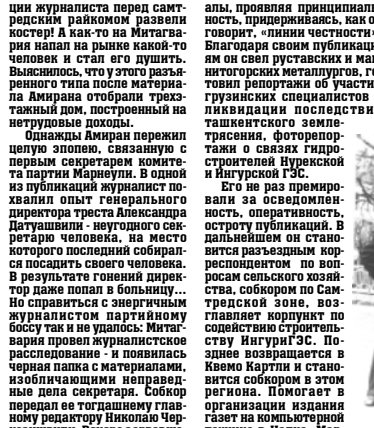 ции журналиста перед самт-
редским райкомом развели
костер! А как-то на Митагва-
рия напал на рынке какой-то
человек и стал его душить.
Выяснилось, что у этого разъя-
ренного типа после материа-
ла Амирана отобрали трехэ-
тажный дом, построенный на
нетрудовые доходы.
Однажды Амиран пережил
целую эпопею, связанную с
первым секретарем комите-
та партии Марнеули. В одной
из публикаций журналист по-
хвалил опыт генерального
директора треста Александра
Датуашвили - неугодного сек-
ретарю человека, на место
которого последний собирал-
ся посадить своего человека.
В результате гонений дирек-
тор даже попал в больницу...
Но справиться с энергичным
журналистом партийному
боссу так и не удалось: Митаг-
вария провел журналистское
расследование - и появилась
черная папка с материалами,
изобличающими неправед-
ные дела секретаря. Собкор
передал ее тогдашнему глав-
ному редактору Николаю Чер-
алы, проявляя принципиаль
ность, придерживаясь, как о
говорит, «линии честности»
Благодаря своим публикаци
ям он свел руставских и ма
нитогорских металлургов, г
товил репортажи об участи
грузинских специалистов
ликвидации последстви
ташкентского земле-
трясения, фоторепор-
тажи о связях гидро-
строителей Нурекской
и Ингурской ГЭС.
Его не раз премиро-
вали за осведомлен-
ность, оперативность,
остроту публикаций. В
дальнейшем он стано-
вится разъездным кор-
респондентом по воп-
росам сельского хозяй-
ства, собкором по Сам-
тредской зоне, воз-
главляет корпункт по
содействию строитель-
ству ИнгуриГЭС. По-
зднее возвращается в
Квемо Картли и стано-
вится собкором в этом
регионе. Помогает в
организации издания
газет на компьютерной